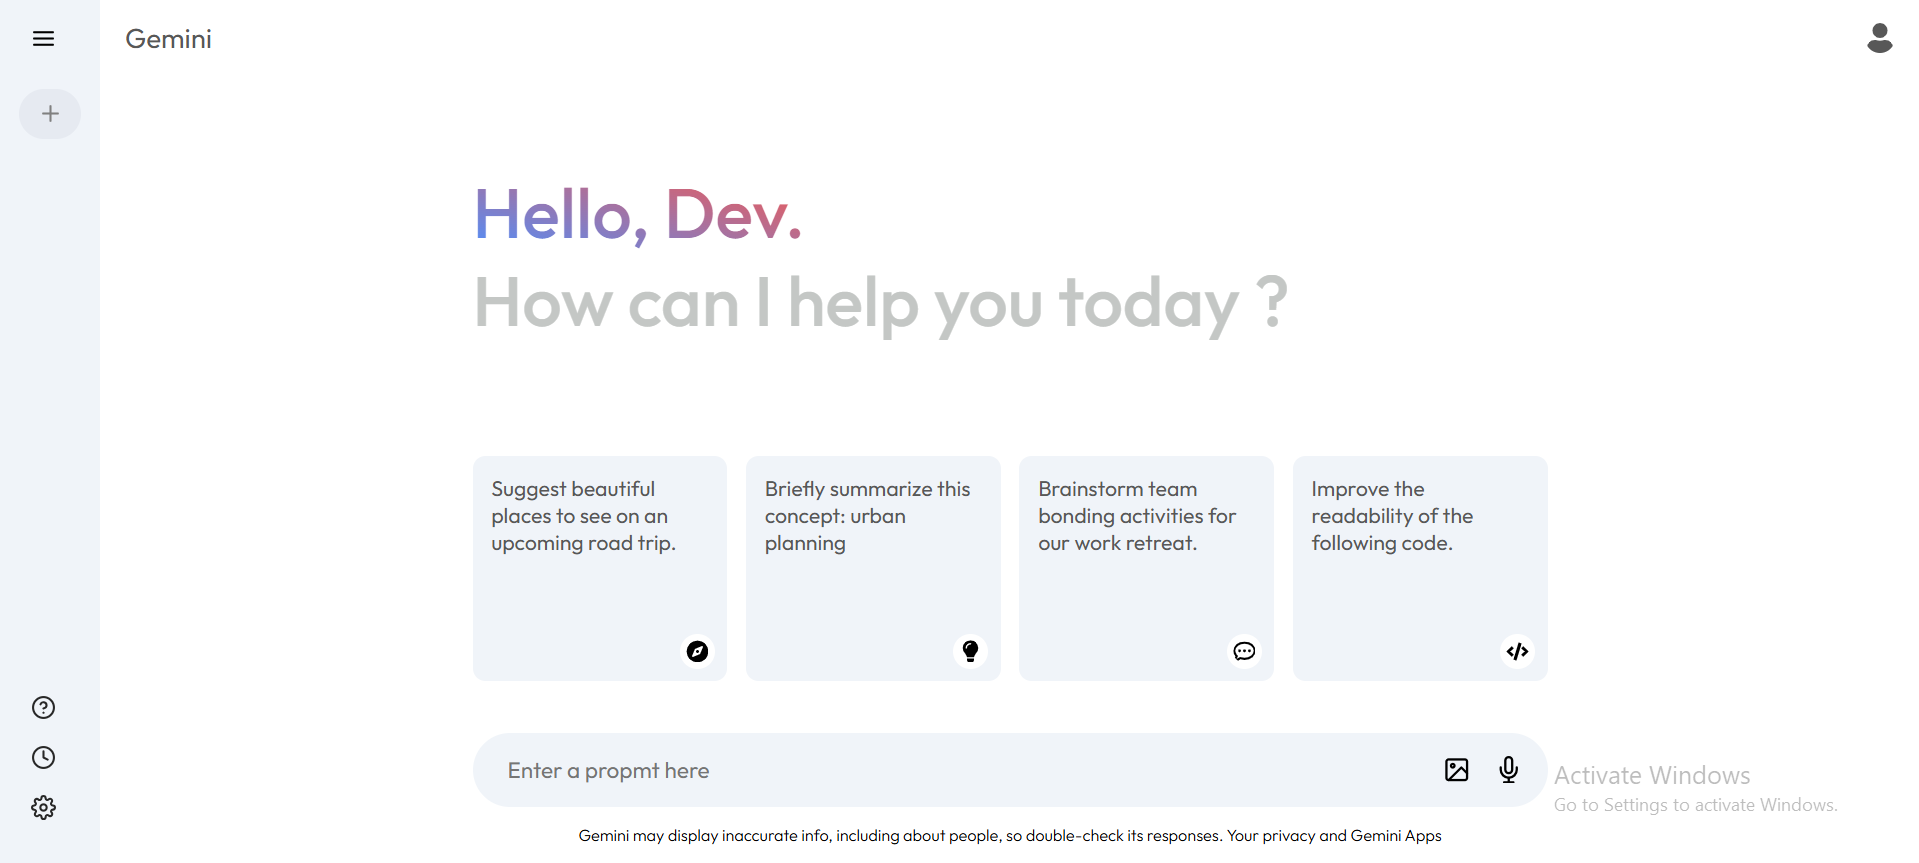 Gemini
Hello, Dev.
How can I help you today ?
Suggest beautiful
places to see on an
upcoming road trip.
Briefly summarize this
concept: urban
planning
Brainstorm team
bonding activities for
our work retreat.
Improve the
readability of the
following code.
Enter a propmt here
Activate Windows
Go to Settings to activate Windows.
Gemini may display inaccurate info, including about people, so double-check its responses. Your privacy and Gemini Apps